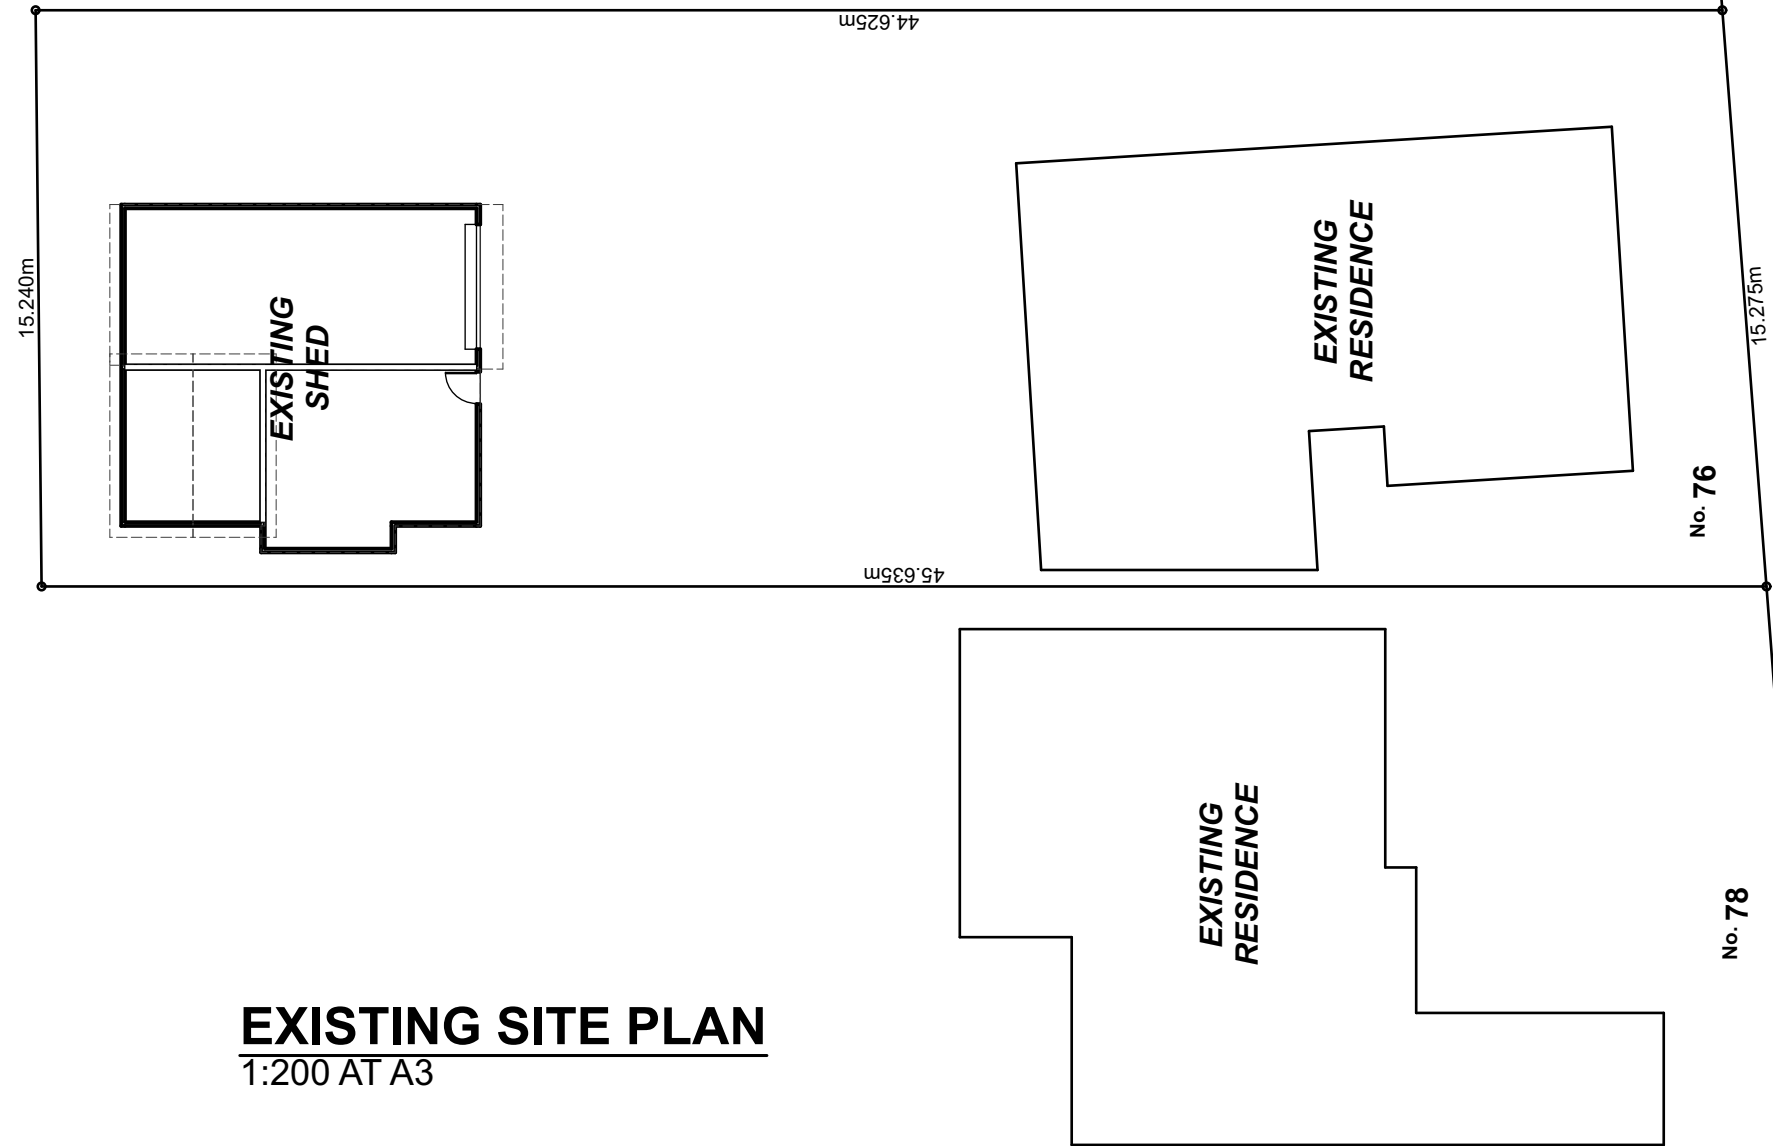 44.625m
15.240m
EXISTING
SHED
EXISTING
RESIDENCE
15.275m
No. 76
45.635m
EXISTING
RESIDENCE
No. 78
EXISTING SITE PLAN
1:200 AT A3